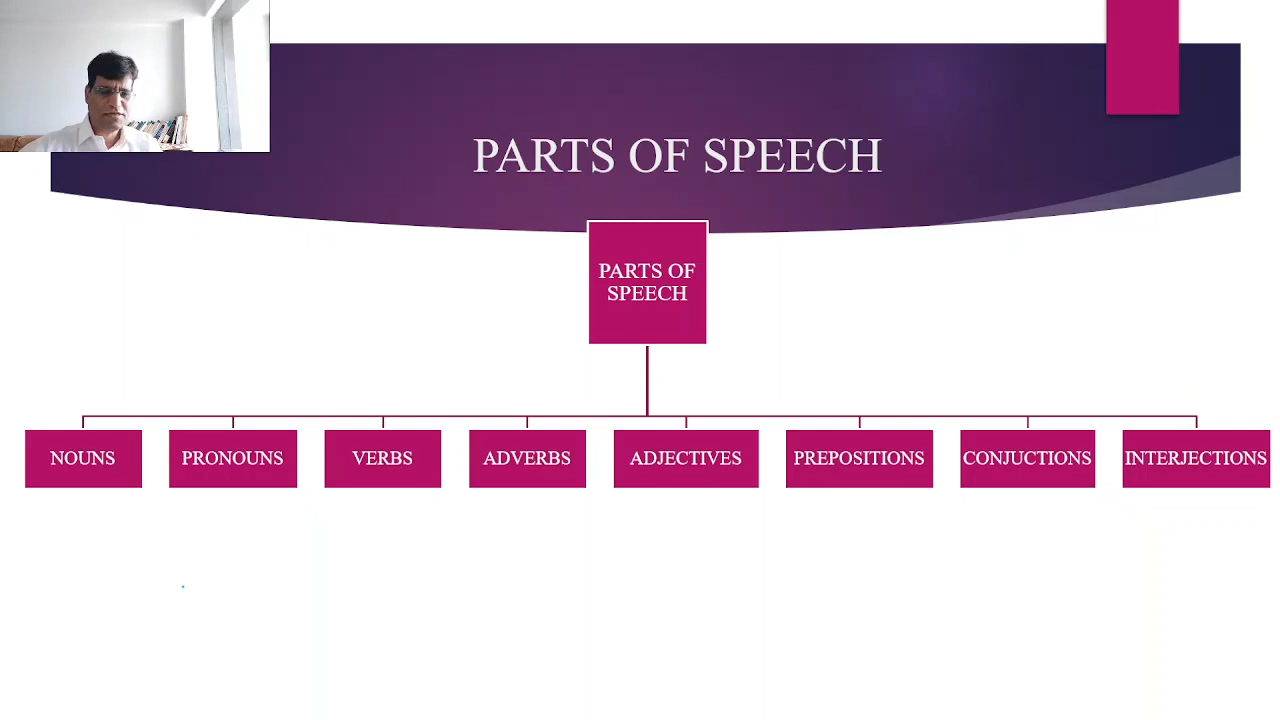 PARTS OF SPEECH
PARTS OF
SPEECH
NOUNS
PRONOUNS
VERBS
ADVERBS
ADJECTIVES
PREPOSITIONS
CONJUCTIONS
INTERJECTIONS